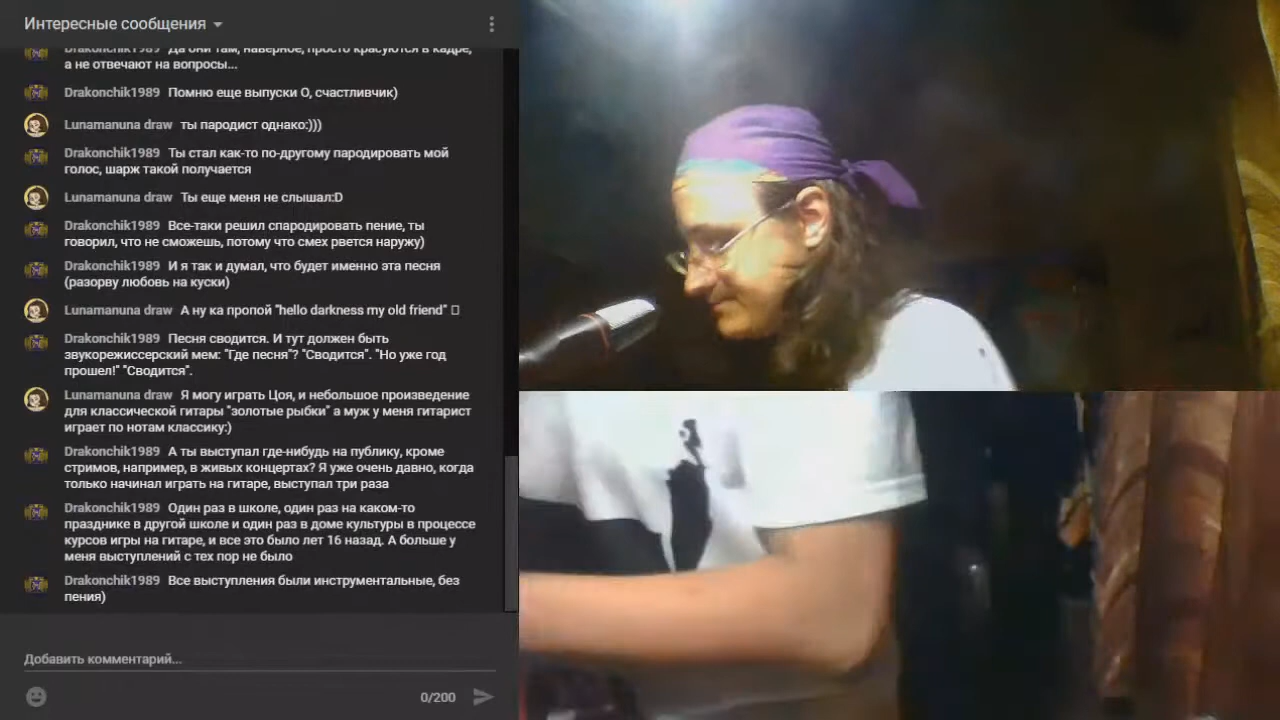 Интересные сообщения
Drakonchik1989 Да они там, наверное, просто красуются в кадре,
а не отвечают на вопросы...
Drakonchik1989 Помню еще выпуски О, счастливчик)
Lunamanuna draw ты пародист однако:)))
Drakonchik1989 Ты стал как-то по-другому пародировать мой
голос, шарж такой получается
Lunamanuna draw Ты еще меня не слышал:D
Drakonchik1989 Все-таки решил спародировать пение, ты
говорил, что не сможешь, потому что смех рвется наружу)
Drakonchik1989 И я так и думал, что будет именно эта песня
(разорву любовь на куски)
Lunamanuna draw А ну ка пропой "hello darkness my old friend"
Drakonchik1989 Песня сводится. И тут должен быть
звукорежиссерский мем: "Где песня"? "Сводится". "Но уже год
прошел!" "Сводится".
Lunamanuna draw Я могу играть Цоя, и небольшое произведение
для классической гитары "золотые рыбки" а муж у меня гитарист
играет по нотам классику:)
Drakonchik1989 А ты выступал где-нибудь на публику, кроме
стримов, например, в живых концертах? Я уже очень давно, когда
только начинал играть на гитаре, выступал три раза
Drakonchik1989 Один раз в школе, один раз на каком-то
празднике в другой школе и один раз в доме культуры в процессе
курсов игры на гитаре, и все это было лет 16 назад. А больше у
меня выступлений с тех пор не было
Drakonchik1989 Все выступления были инструментальные, без
пения)
Добавить комментарий...
0/200